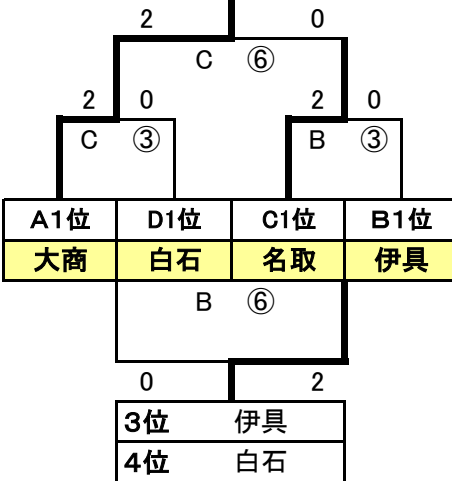 2 0
C ⑥
2 0 2 0
C ③ B ③
A1位 D1位 C1位 B1位
大商 白石 名取 伊具
B ⑥
0 2
3位 伊具
4位 白石